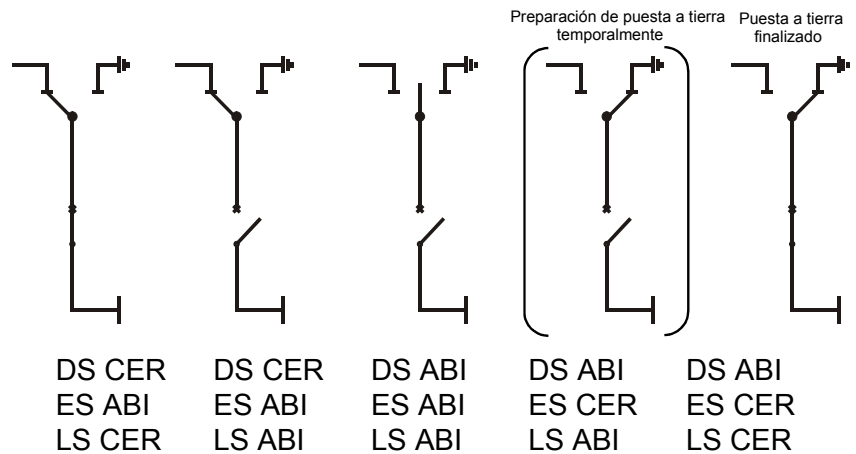 Preparación de puesta a tierra
temporalmente
Puesta a tierra
finalizado
DS CER DS CER DS ABI DS ABI DS ABI
ES ABI ES ABI ES ABI ES CER ES CER
LS CER LS ABI LS ABI LS ABI LS CER